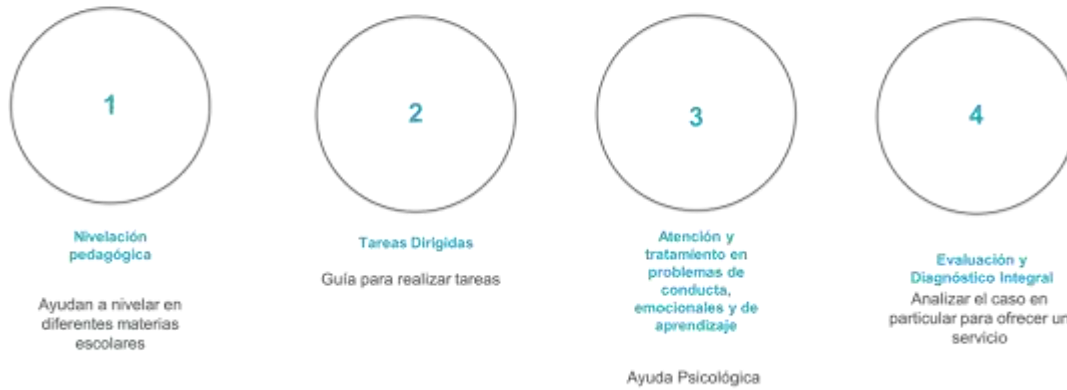 1
Nivelación
pedagógica
Ayudan a nivelar en
diferentes materias
escolares
2
Tareas Dirigidas
Guía para realizar tareas
3
Atención y
tratamiento en
problemas de
conducta,
emocionales y de
aprendizaje
Ayuda Psicológica
4
Evaluación y
Diagnóstico Integral
Analizar el caso en
particular para ofrecer un
servicio